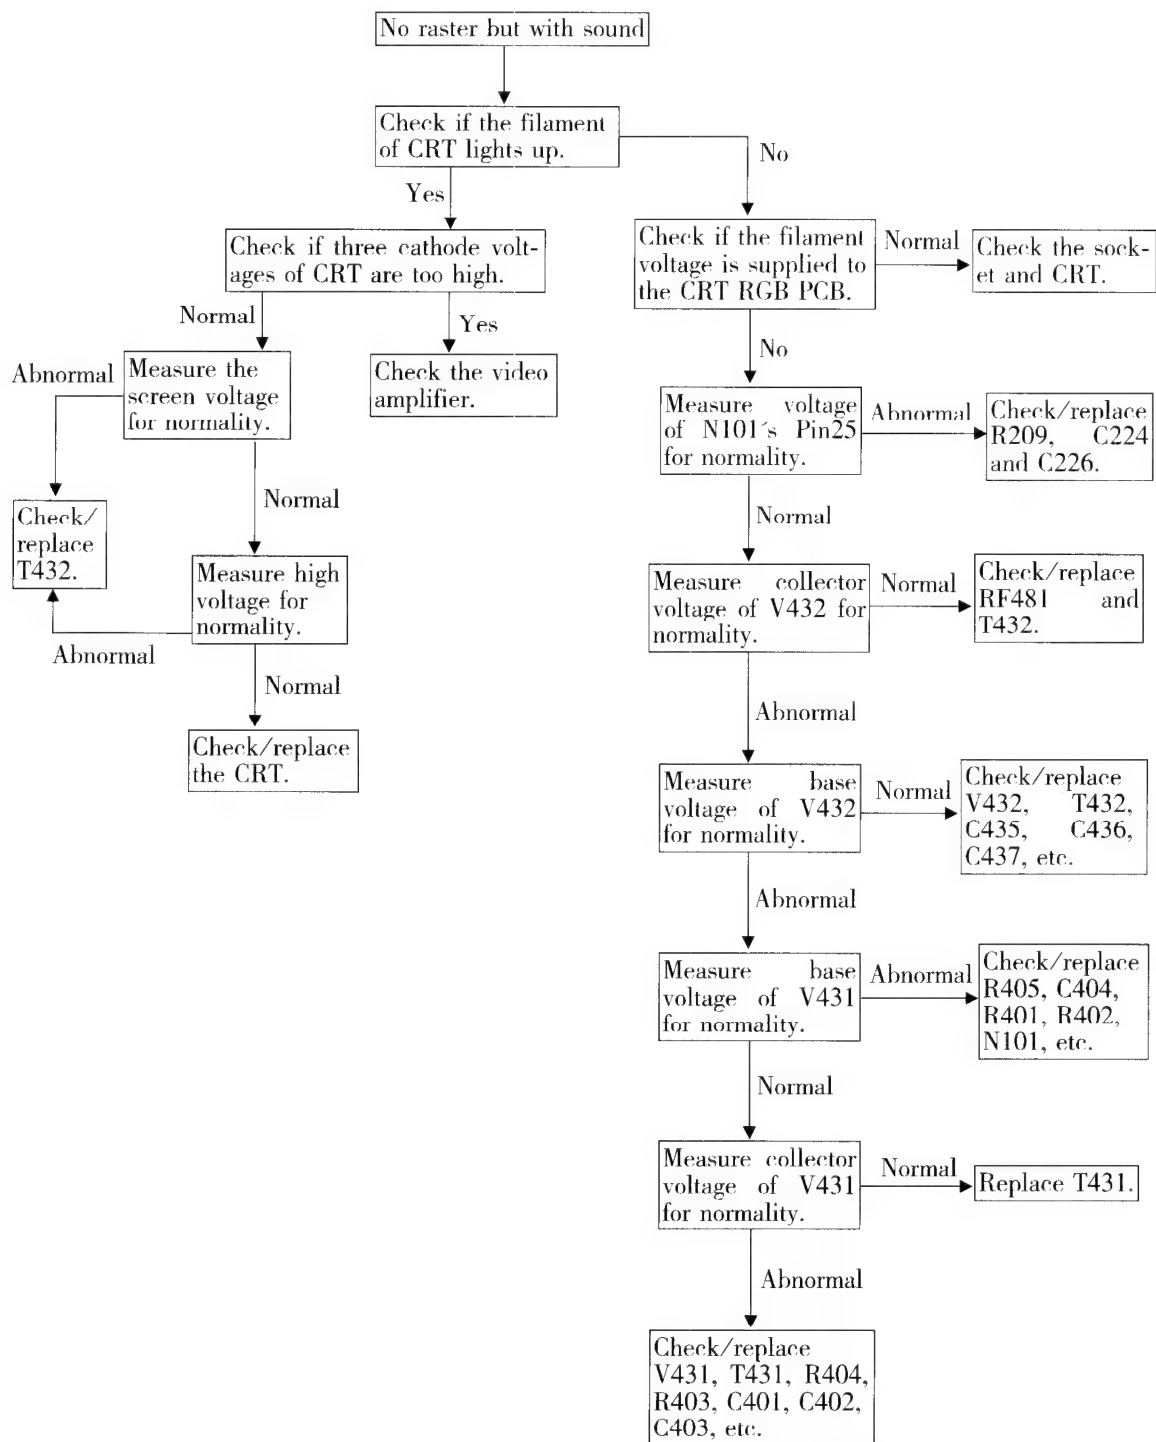 No raster but with sound
Check if the filament
of CRT lights up.
No
Yes
Check if three cathode volt-
ages of CRT are too high.
Check if the filament
voltage is supplied to
the CRT RGB PCB.
Normal
Check the sock-
et and CRT.
Normal
Yes
No
Abnormal
Measure the
screen voltage
for normality.
Check the video
amplifier.
Measure voltage
of N101's Pin25
for normality.
Abnormal
Check/replace
R209, C224
and C226.
Normal
Normal
Check/
replace
T432.
Measure high
voltage for
normality.
Abnormal
Measure collector
voltage of V432 for
normality.
Normal
Check/replace
RF481 and
T432.
Normal
Abnormal
Check/replace
the CRT.
Measure base
voltage of V432
for normality.
Normal
Check/replace
V432, T432,
C435, C436,
C437, etc.
Abnormal
Measure base
voltage of V431
for normality.
Abnormal
Check/replace
R405, C404,
R401, R402,
N101, etc.
Normal
Measure collector
voltage of V431
for normality.
Normal
Replace T431.
Abnormal
Check/replace
V431, T431, R404,
R403, C401, C402,
C403, etc.